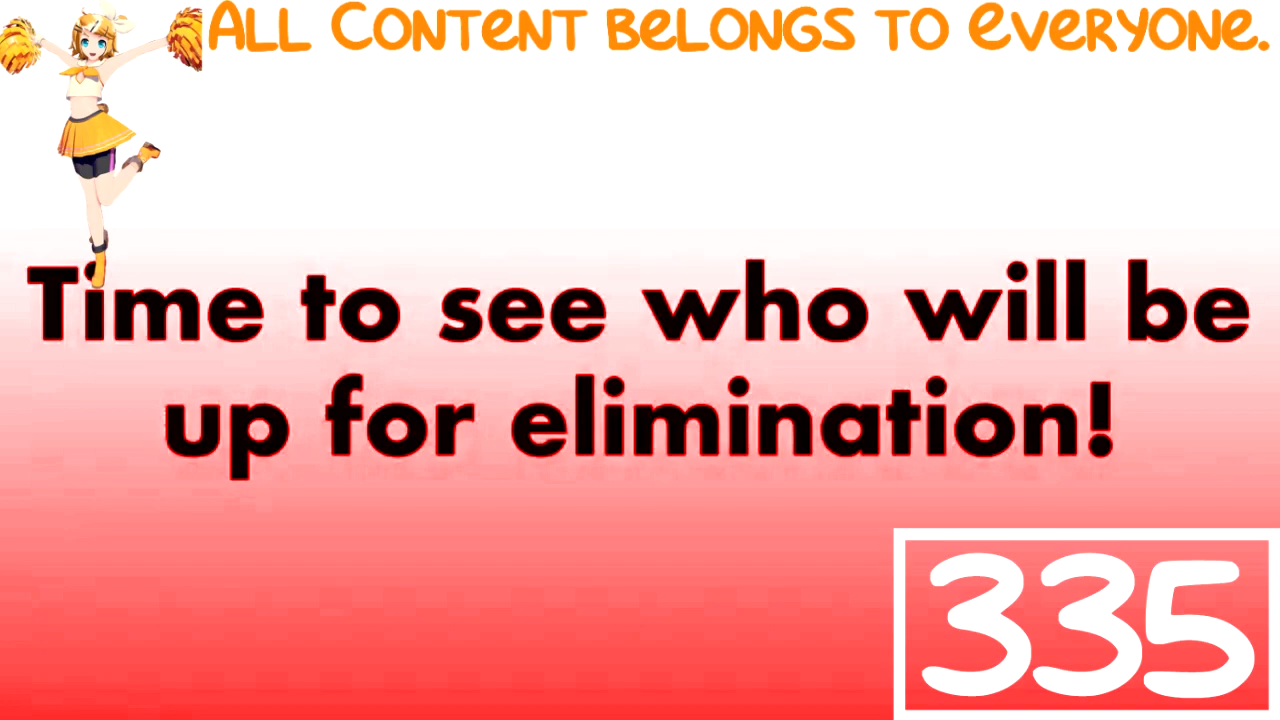 ALL CONTENT BELONGS TO EVERYONE.
Time to see who will be
up for elimination!
335